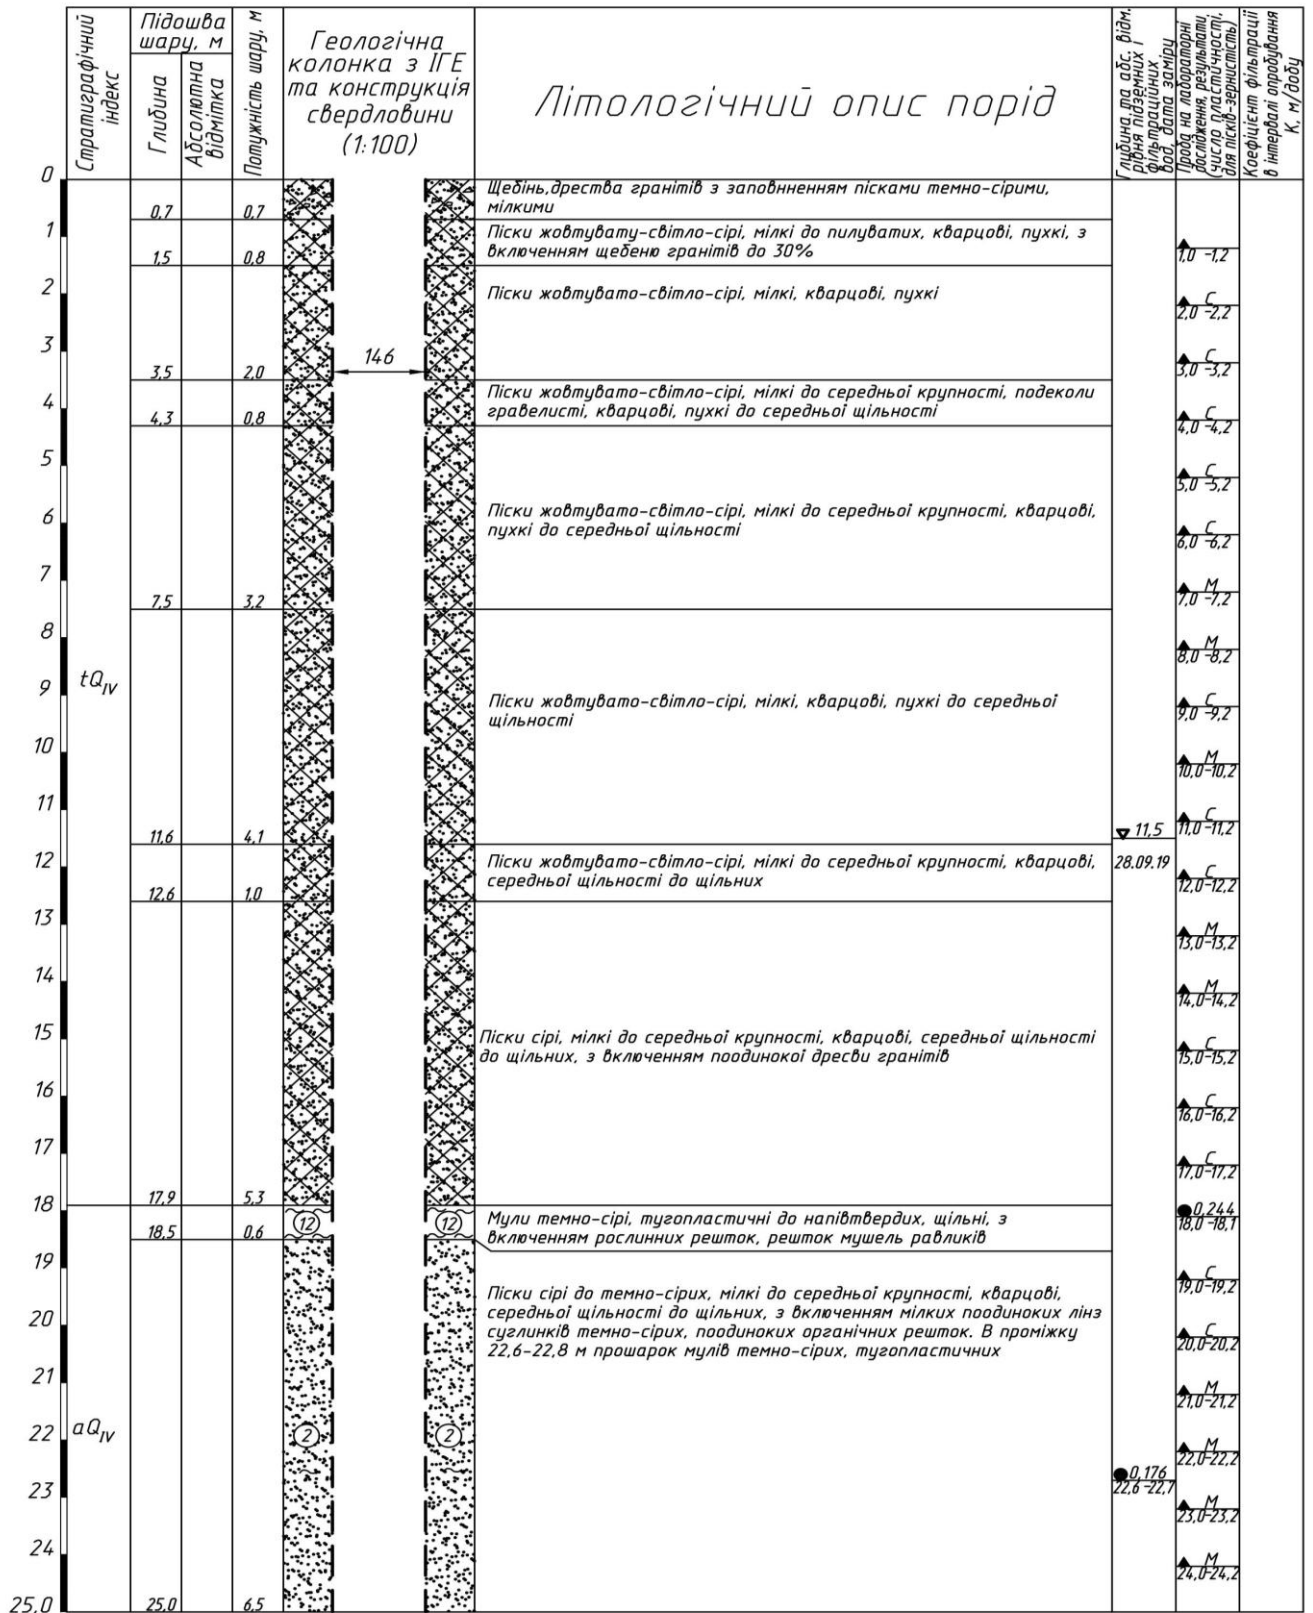 Стратиграфічний
індекс
Підошва
шару, м
Глибина
Абсолютна
відмітка
Потужність шару, м
Геологічна
колонка з ІГЕ
та конструкція
свердловини
(1:100)
Літологічний опис порід
Глибина та абс. відм.
рівня підземних і
фільтраційних
вод, дата заміру
Проба на лабораторні
дослідження, результати,
(число пластичності,
для пісків-зернистість)
Коефіцієнт фільтрації
в інтервалі опробування
К, м/добу
0
1
2
3
4
5
6
7
8
9
10
11
12
13
14
15
16
17
18
19
20
21
22
23
24
25,0
tQIV
aQIV
0,7 0,7
1,5 0,8
3,5 2,0
4,3 0,8
7,5 3,2
11,6 4,1
12,6 1,0
17,9 5,3
18,5 0,6
25,0 6,5
146
12 12
2 2
Щебінь,дрества гранітів з заповнненням пісками темно-сірими,
мілкими
Піски жовтувату-світло-сірі, мілкі до пилуватих, кварцові, пухкі, з
включенням щебеню гранітів до 30%
Піски жовтувато-світло-сірі, мілкі, кварцові, пухкі
Піски жовтувато-світло-сірі, мілкі до середньої крупності, подеколи
гравелисті, кварцові, пухкі до середньої щільності
Піски жовтувато-світло-сірі, мілкі до середньої крупності, кварцові,
пухкі до середньої щільності
Піски жовтувато-світло-сірі, мілкі, кварцові, пухкі до середньої
щільності
Піски жовтувато-світло-сірі, мілкі до середньої крупності, кварцові,
середньої щільності до щільних
Піски сірі, мілкі до середньої крупності, кварцові, середньої щільності
до щільних, з включенням поодинокої дресви гранітів
Мули темно-сірі, тугопластичні до напівтвердих, щільні, з
включенням рослинних решток, решток мушель равликів
Піски сірі до темно-сірих, мілкі до середньої крупності, кварцові,
середньої щільності до щільних, з включенням мілких поодиноких лінз
суглинків темно-сірих, поодиноких органічних решток. В проміжку
22,6-22,8 м прошарок мулів темно-сірих, тугопластичних
11,5
28.09.19
0,176
22,6-22,7
1,0 -1,2
С
2,0 -2,2
С
3,0 -3,2
С
4,0 -4,2
С
5,0 -5,2
С
6,0 -6,2
М
7,0 -7,2
М
8,0 -8,2
С
9,0 -9,2
М
10,0-10,2
С
11,0-11,2
С
12,0-12,2
М
13,0-13,2
М
14,0-14,2
С
15,0-15,2
С
16,0-16,2
С
17,0-17,2
0,244
18,0 -18,1
С
19,0-19,2
С
20,0-20,2
М
21,0-21,2
М
22,0-22,2
М
23,0-23,2
М
24,0-24,2